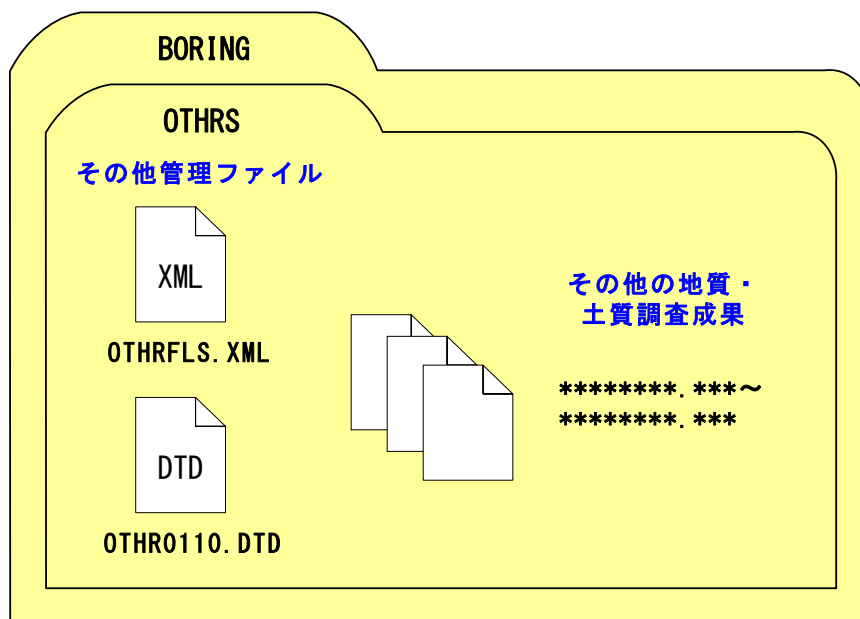 BORING
OTHRS
その他管理ファイル
XML
OTHRFLS.XML
DTD
OTHR0110.DTD
その他の地質・
土質調査成果
********.***～
********.***